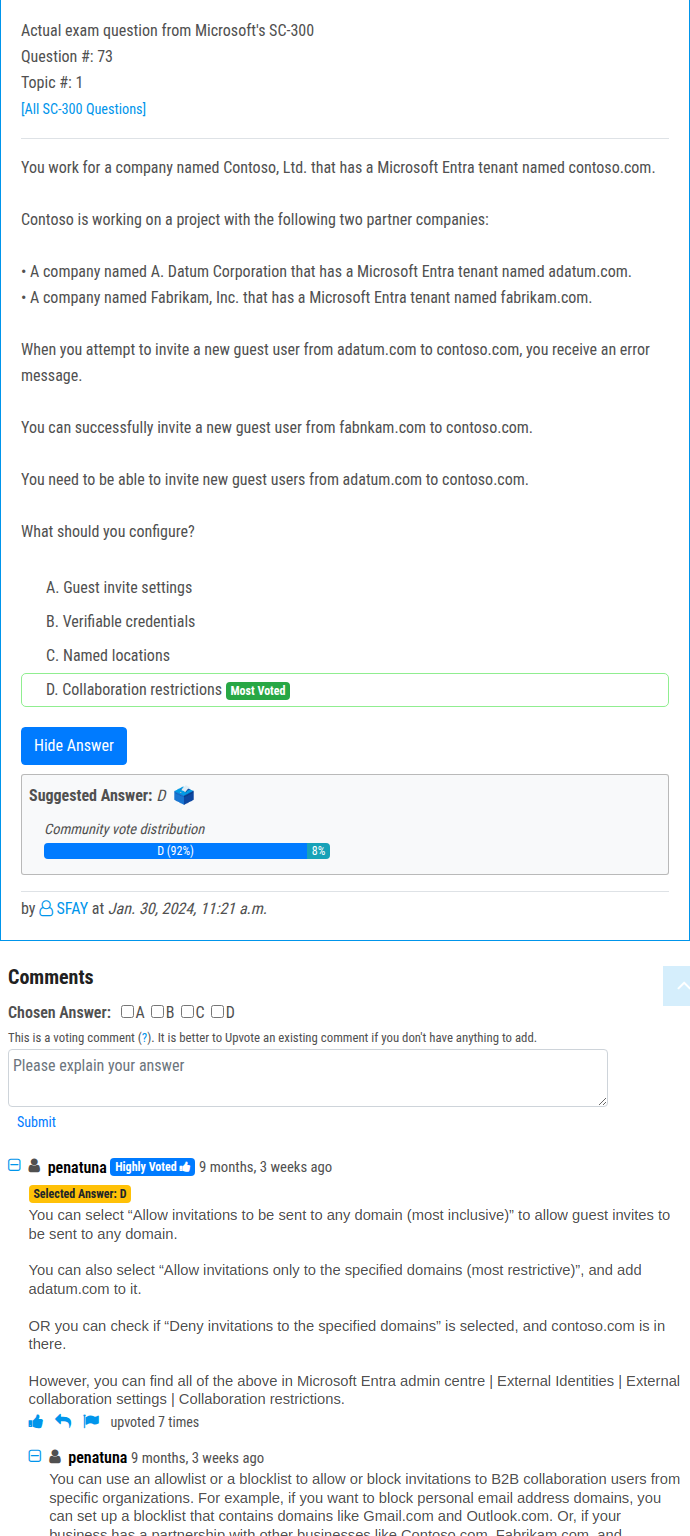 Actual exam question from Microsoft's SC-300
Question #: 73
Topic #: 1
[All SC-300 Questions]
You work for a company named Contoso, Ltd. that has a Microsoft Entra tenant named contoso.com.
Contoso is working on a project with the following two partner companies:
• A company named A. Datum Corporation that has a Microsoft Entra tenant named adatum.com.
• A company named Fabrikam, Inc. that has a Microsoft Entra tenant named fabrikam.com.
When you attempt to invite a new guest user from adatum.com to contoso.com, you receive an error
message.
You can successfully invite a new guest user from fabnkam.com to contoso.com.
You need to be able to invite new guest users from adatum.com to contoso.com.
What should you configure?
A. Guest invite settings
B. Verifiable credentials
C. Named locations
D. Collaboration restrictions Most Voted
Hide Answer
Suggested Answer: D
Community vote distribution
D (92%) 8%
by SFAY at Jan. 30, 2024, 11:21 a.m.
Comments
Chosen Answer: A B C D
This is a voting comment (?). It is better to Upvote an existing comment if you don't have anything to add.
Please explain your answer
Submit
penatuna Highly Voted 9 months, 3 weeks ago
Selected Answer: D
You can select “Allow invitations to be sent to any domain (most inclusive)” to allow guest invites to
be sent to any domain.
You can also select “Allow invitations only to the specified domains (most restrictive)”, and add
adatum.com to it.
OR you can check if “Deny invitations to the specified domains” is selected, and contoso.com is in
there.
However, you can find all of the above in Microsoft Entra admin centre | External Identities | External
collaboration settings | Collaboration restrictions.
upvoted 7 times
penatuna 9 months, 3 weeks ago
You can use an allowlist or a blocklist to allow or block invitations to B2B collaboration users from
specific organizations. For example, if you want to block personal email address domains, you
can set up a blocklist that contains domains like Gmail.com and Outlook.com. Or, if your
business has a partnership with other businesses like Contoso.com, Fabrikam.com, and